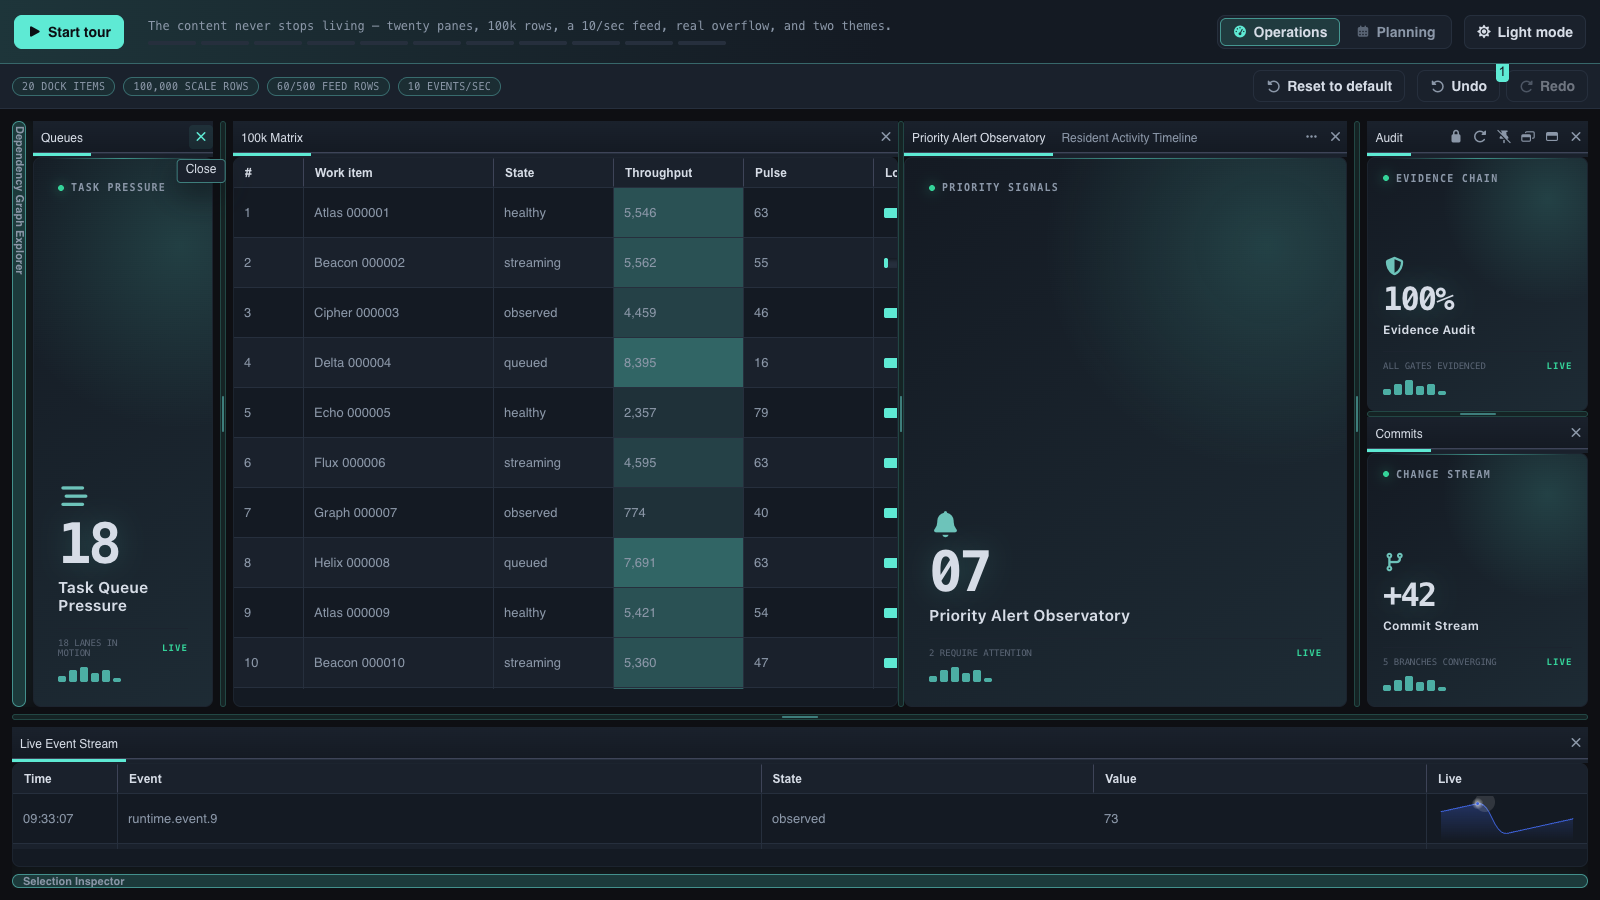 Start tour
The content never stops living — twenty panes, 100k rows, a 10/sec feed, real overflow, and two themes.
Operations
Planning
Light mode
20 DOCK ITEMS
100,000 SCALE ROWS
60/500 FEED ROWS
10 EVENTS/SEC
Reset to default
Undo
1
Redo
Dependency Graph Explorer
Queues
Close
TASK PRESSURE
18
Task Queue
Pressure
18 LANES IN
MOTION
LIVE
100k Matrix
# Work item State Throughput Pulse Lo
1 Atlas 000001 healthy 5,546 63
2 Beacon 000002 streaming 5,562 55
3 Cipher 000003 observed 4,459 46
4 Delta 000004 queued 8,395 16
5 Echo 000005 healthy 2,357 79
6 Flux 000006 streaming 4,595 63
7 Graph 000007 observed 774 40
8 Helix 000008 queued 7,691 63
9 Atlas 000009 healthy 5,421 54
10 Beacon 000010 streaming 5,360 47
Priority Alert Observatory
Resident Activity Timeline
PRIORITY SIGNALS
07
Priority Alert Observatory
2 REQUIRE ATTENTION
LIVE
Audit
EVIDENCE CHAIN
100%
Evidence Audit
ALL GATES EVIDENCED
LIVE
Commits
CHANGE STREAM
+42
Commit Stream
5 BRANCHES CONVERGING
LIVE
Live Event Stream
Time Event State Value Live
09:33:07 runtime.event.9 observed 73
Selection Inspector